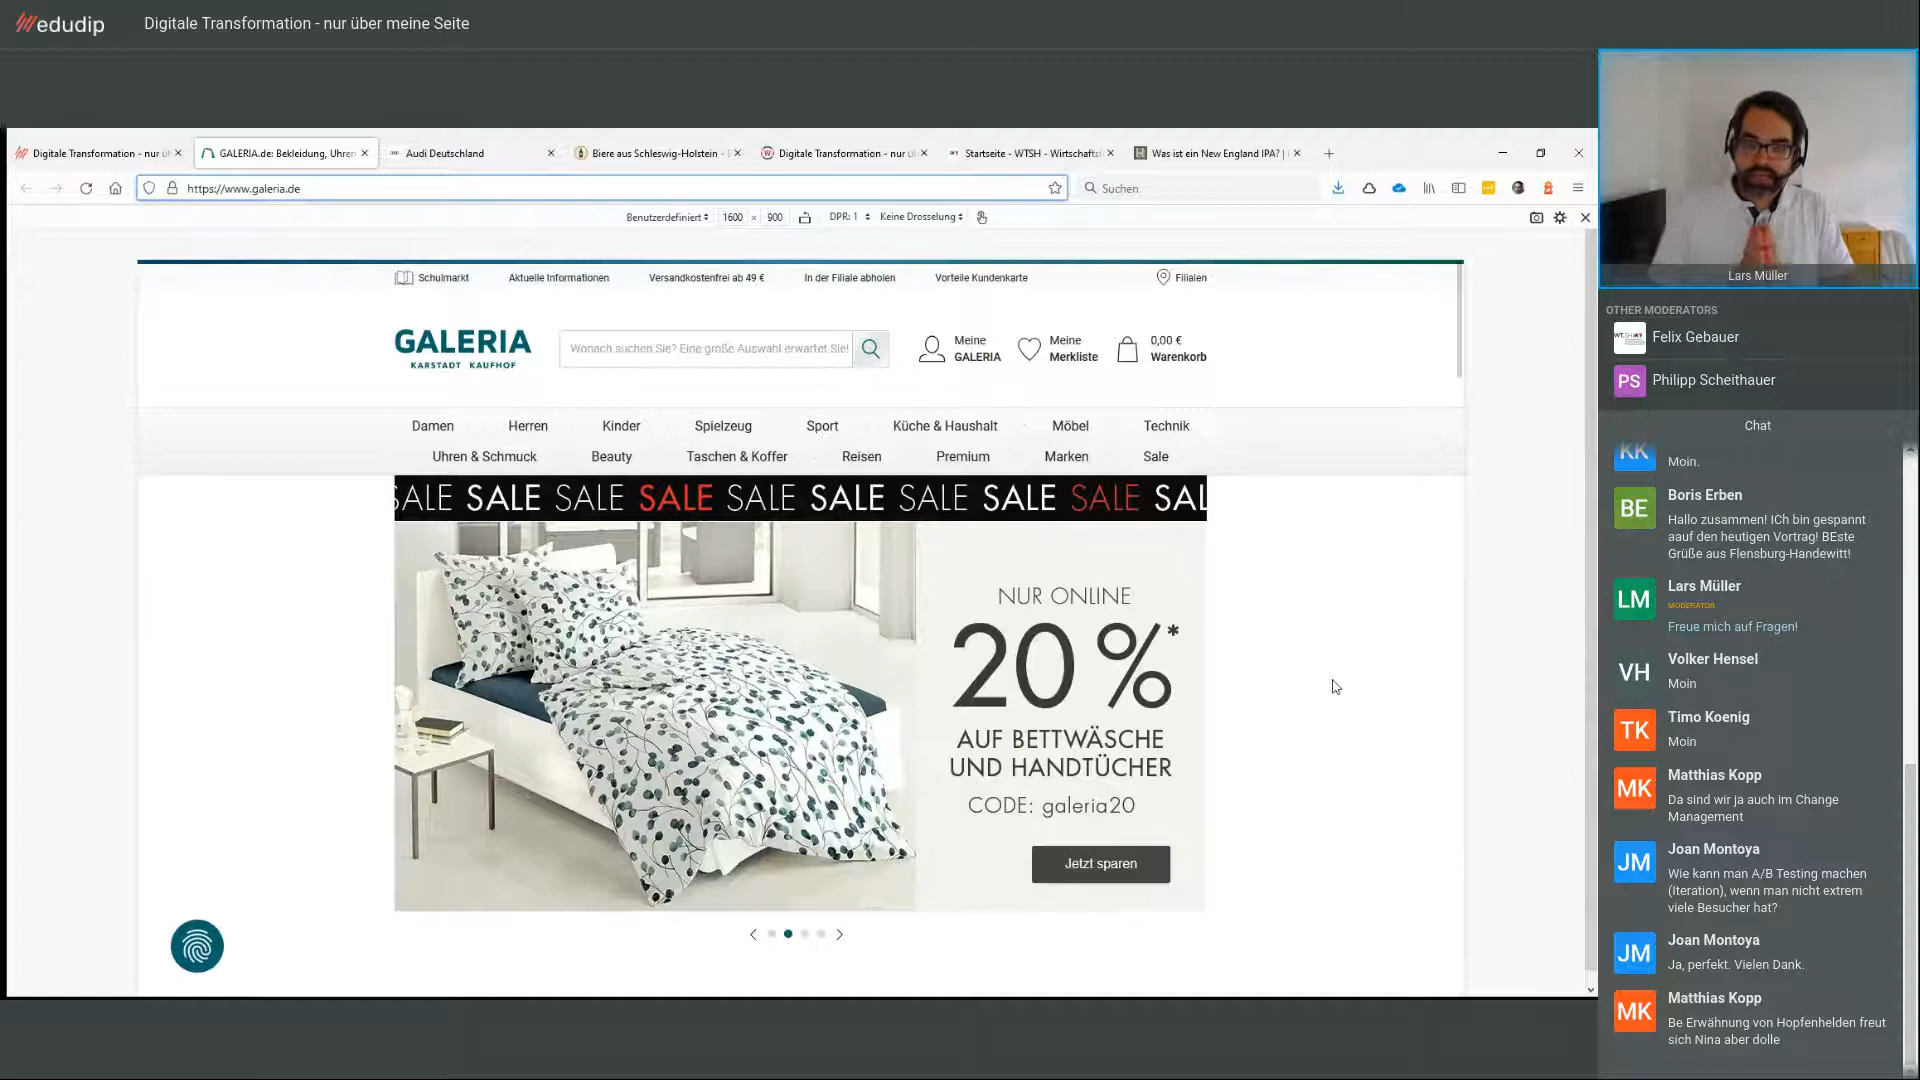 edudip
Digitale Transformation - nur über meine Seite
Digitale Transformation - nur ü
GALERIA.de: Bekleidung, Uhren
Audi Deutschland
Biere aus Schleswig-Holstein -
Digitale Transformation - nur ü
Startseite - WTSH - Wirtschafts
Was ist ein New England IPA? |
https://www.galeria.de
Suchen
Benutzerdefiniert
1600 × 900
DPR: 1
Keine Drosselung
Schulmarkt
Aktuelle Informationen
Versandkostenfrei ab 49 €
In der Filiale abholen
Vorteile Kundenkarte
Filialen
GALERIA
KARSTADT KAUFHOF
Wonach suchen Sie? Eine große Auswahl erwartet Sie!
Meine
GALERIA
Meine
Merkliste
0,00 €
Warenkorb
Damen
Herren
Kinder
Spielzeug
Sport
Küche & Haushalt
Möbel
Technik
Uhren & Schmuck
Beauty
Taschen & Koffer
Reisen
Premium
Marken
Sale
SALE SALE SALE SALE SALE SALE SALE SALE SALE SAL
NUR ONLINE
20 %*
AUF BETTWÄSCHE
UND HANDTÜCHER
CODE: galeria20
Jetzt sparen
Lars Müller
OTHER MODERATORS
Felix Gebauer
PS
Philipp Scheithauer
Chat
KK
Moin.
BE
Boris Erben
Hallo zusammen! ICh bin gespannt
aauf den heutigen Vortrag! BEste
Grüße aus Flensburg-Handewitt!
LM
Lars Müller
MODERATOR
Freue mich auf Fragen!
VH
Volker Hensel
Moin
TK
Timo Koenig
Moin
MK
Matthias Kopp
Da sind wir ja auch im Change
Management
JM
Joan Montoya
Wie kann man A/B Testing machen
(Iteration), wenn man nicht extrem
viele Besucher hat?
JM
Joan Montoya
Ja, perfekt. Vielen Dank.
MK
Matthias Kopp
Be Erwähnung von Hopfenhelden freut
sich Nina aber dolle